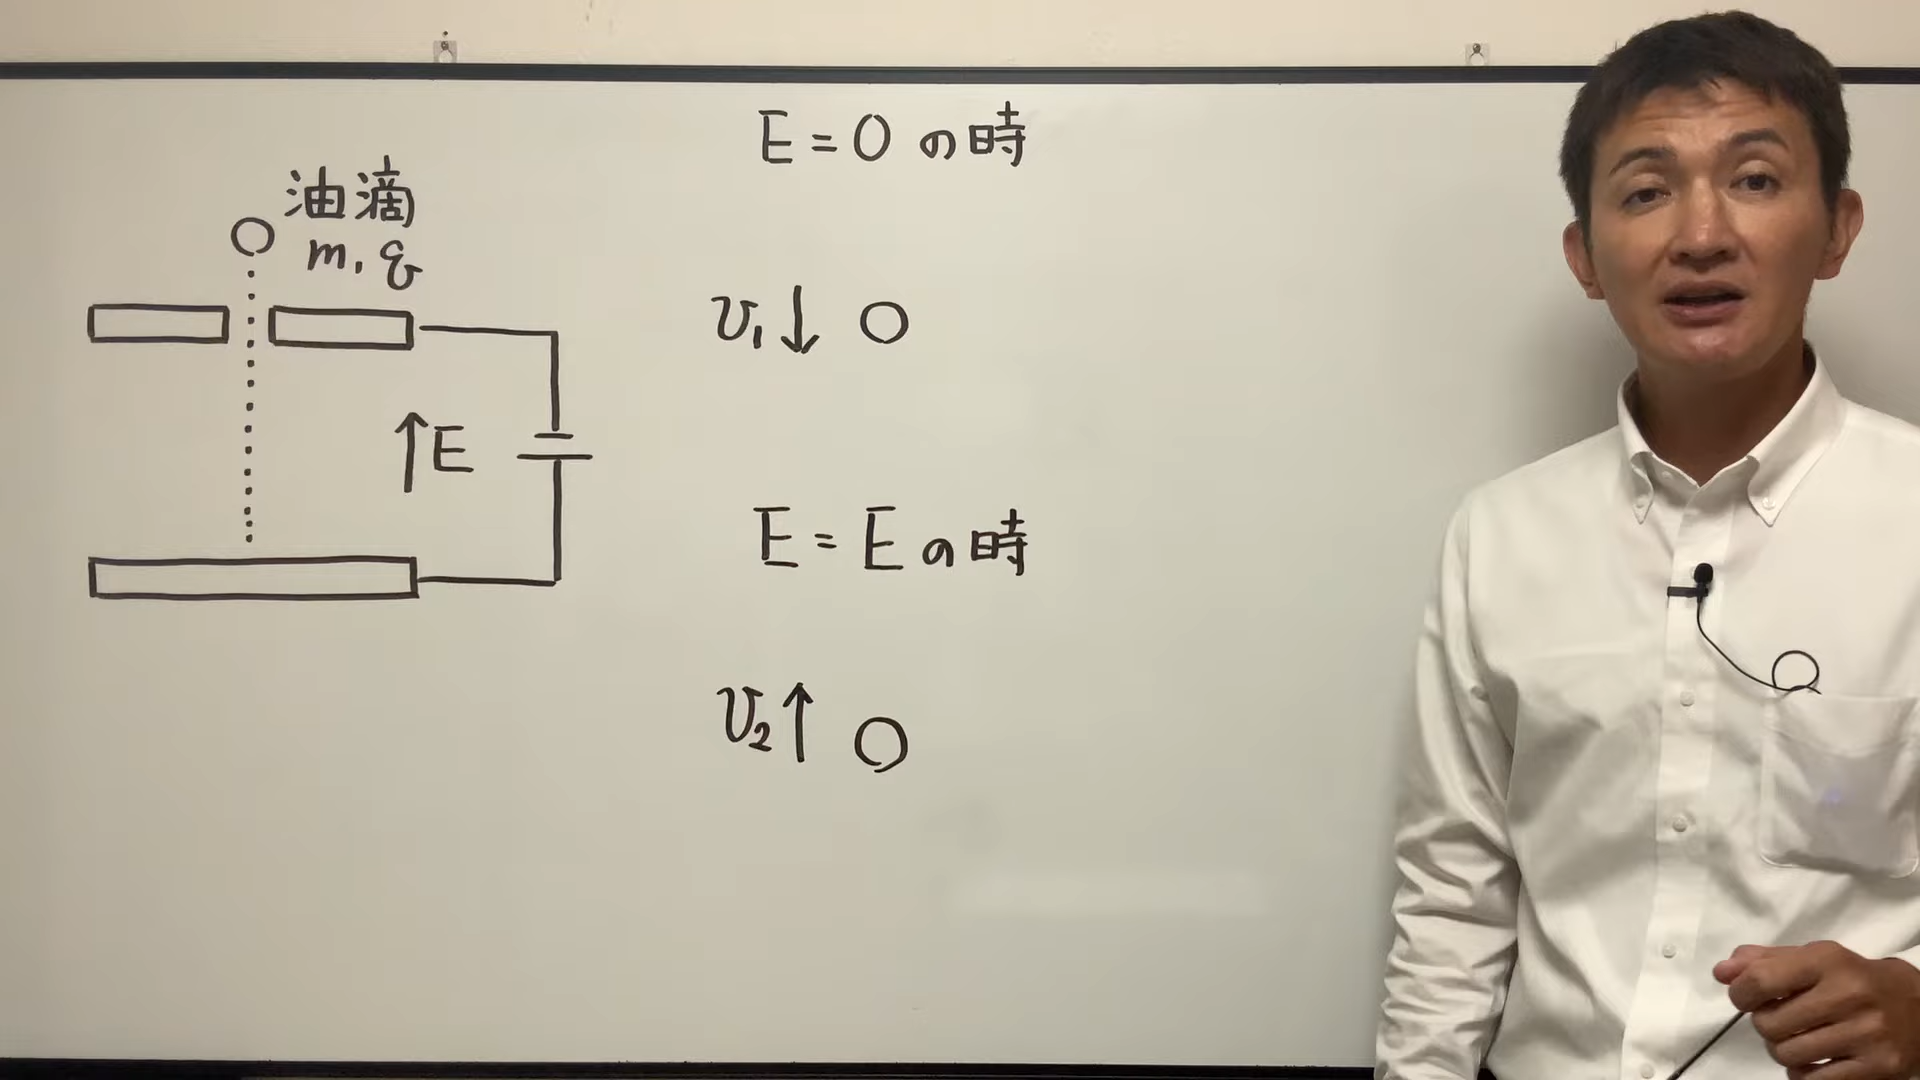 油滴
m, q
E
E = 0 の時
v₁↓
E = E の時
v₂↑